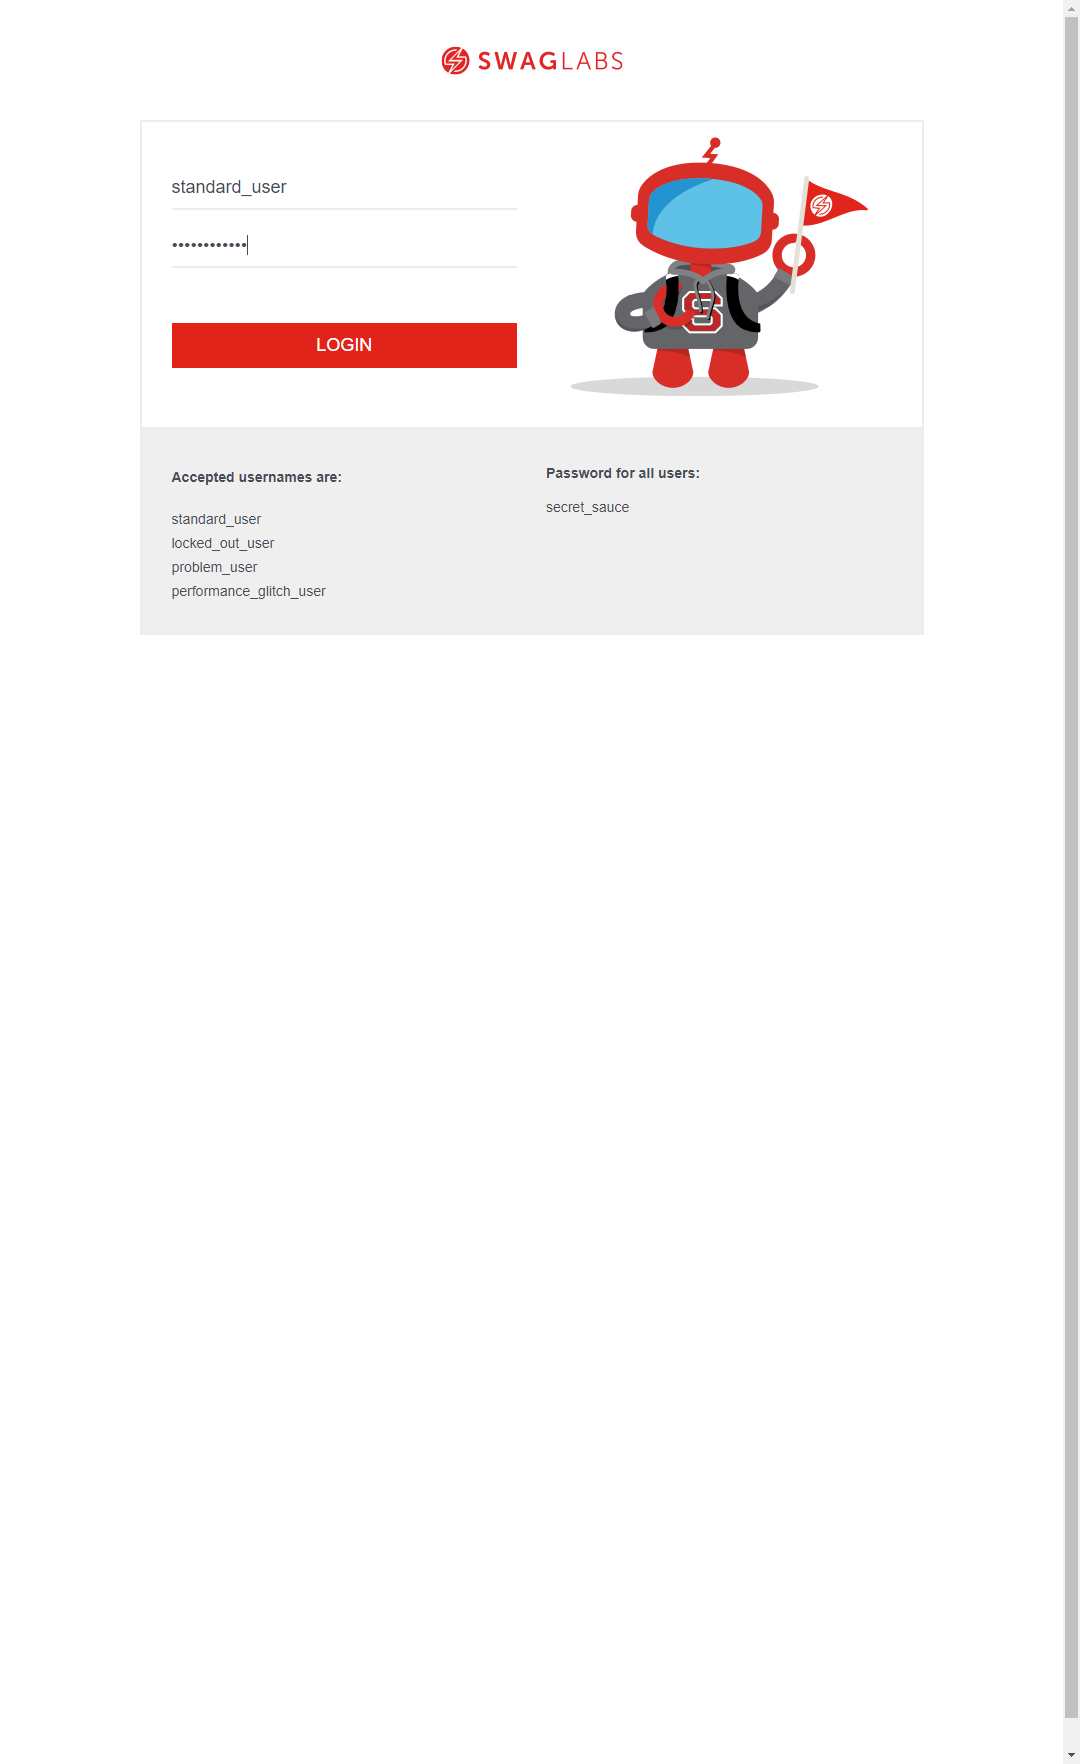 SWAGLABS
standard_user
••••••••••••
LOGIN
S
Accepted usernames are:
standard_user
locked_out_user
problem_user
performance_glitch_user
Password for all users:
secret_sauce